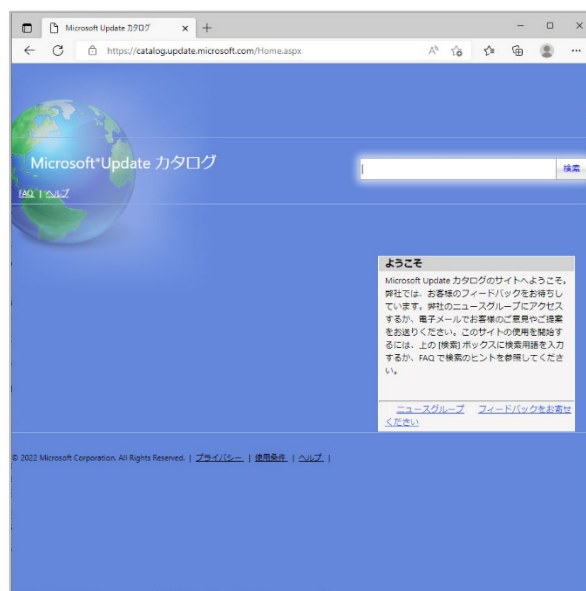 Microsoft Update カタログ
https://catalog.update.microsoft.com/Home.aspx
Microsoft®Update カタログ
検索
FAQ | ヘルプ
ようこそ
Microsoft Update カタログのサイトへようこそ。
弊社では、お客様のフィードバックをお待ちし
ています。弊社のニュースグループにアクセス
するか、電子メールでお客様のご意見やご提案
をお送りください。このサイトの使用を開始す
るには、上の [検索] ボックスに検索用語を入力
するか、FAQ で検索のヒントを参照してくださ
い。
ニュースグループ フィードバックをお寄せ
ください
© 2022 Microsoft Corporation. All Rights Reserved. | プライバシー | 使用条件 | ヘルプ |